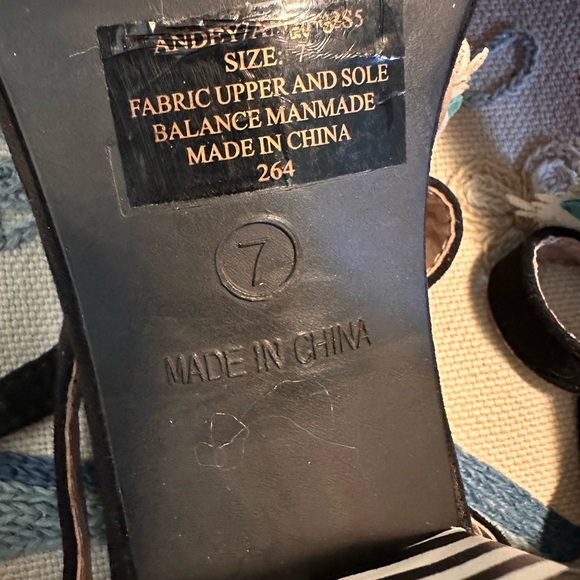 SIZE:
FABRIC UPPER AND SOLE
BALANCE MANMADE
MADE IN CHINA
264
7
MADE IN CHINA